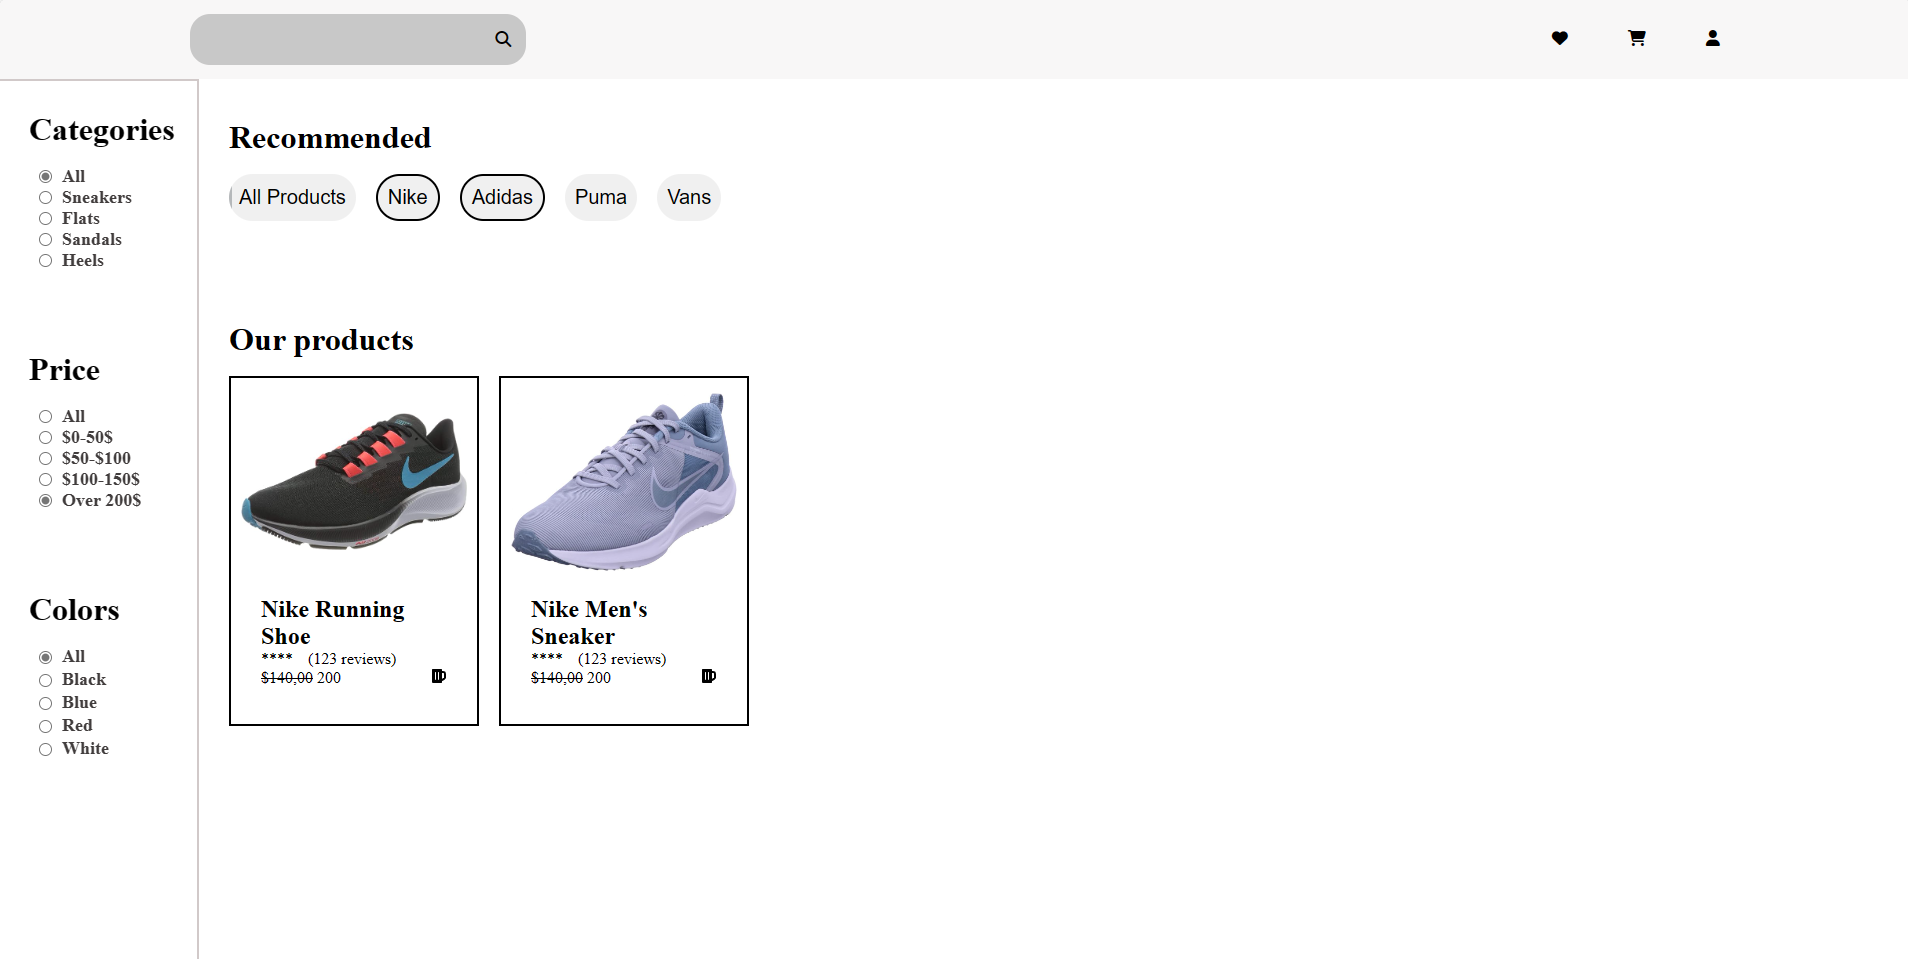 Categories
All
Sneakers
Flats
Sandals
Heels
Price
All
$0-50$
$50-$100
$100-150$
Over 200$
Colors
All
Black
Blue
Red
White
Recommended
All Products Nike Adidas Puma Vans
Our products
Nike Running
Shoe
**** (123 reviews)
$140,00 200
Nike Men's
Sneaker
**** (123 reviews)
$140,00 200